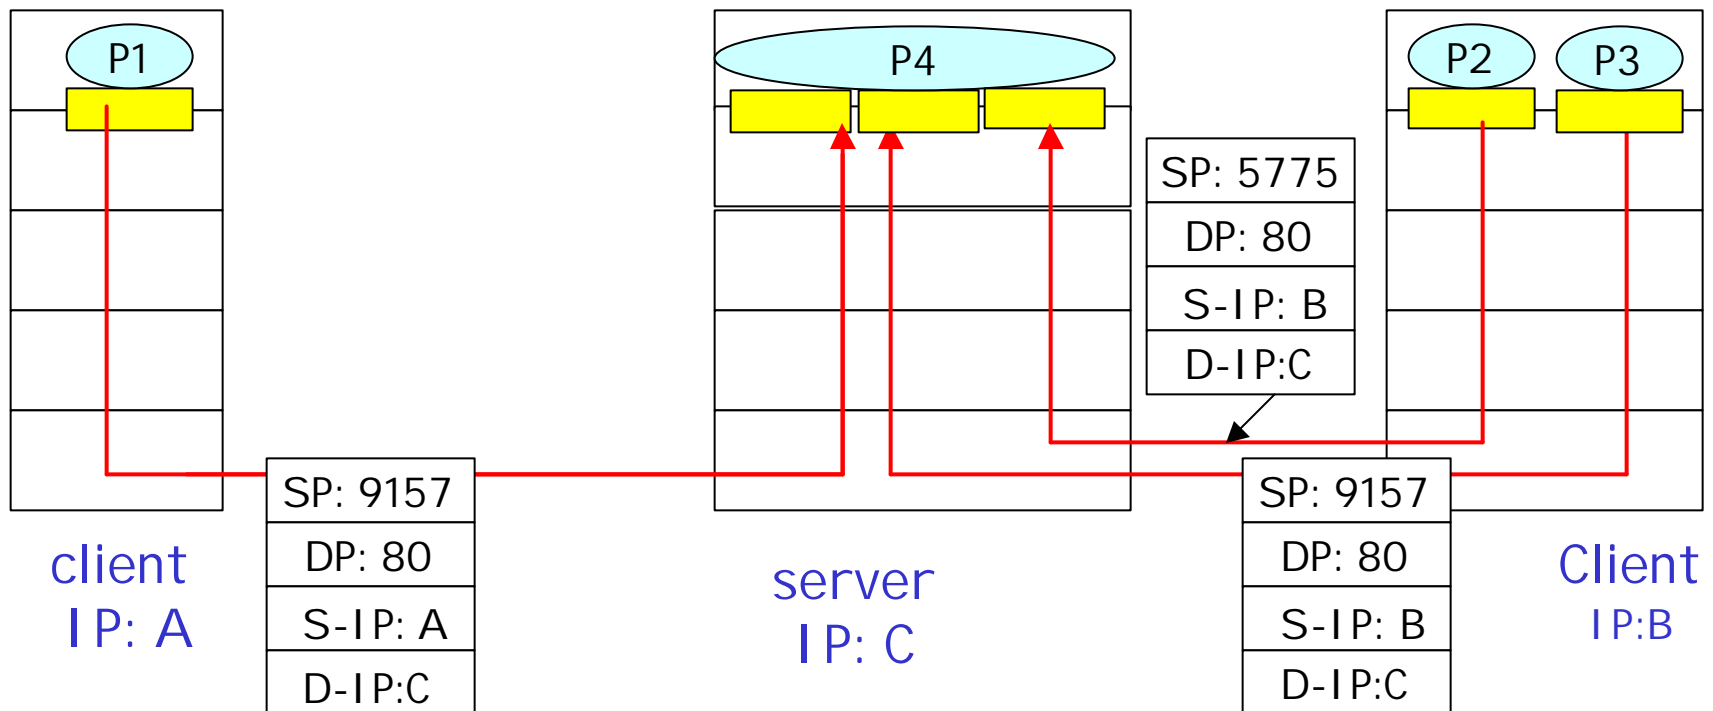 P1
P4
P2
P3
SP: 5775
DP: 80
S-IP: B
D-IP:C
SP: 9157
DP: 80
S-IP: A
D-IP:C
SP: 9157
DP: 80
S-IP: B
D-IP:C
client
IP: A
server
IP: C
Client
IP:B